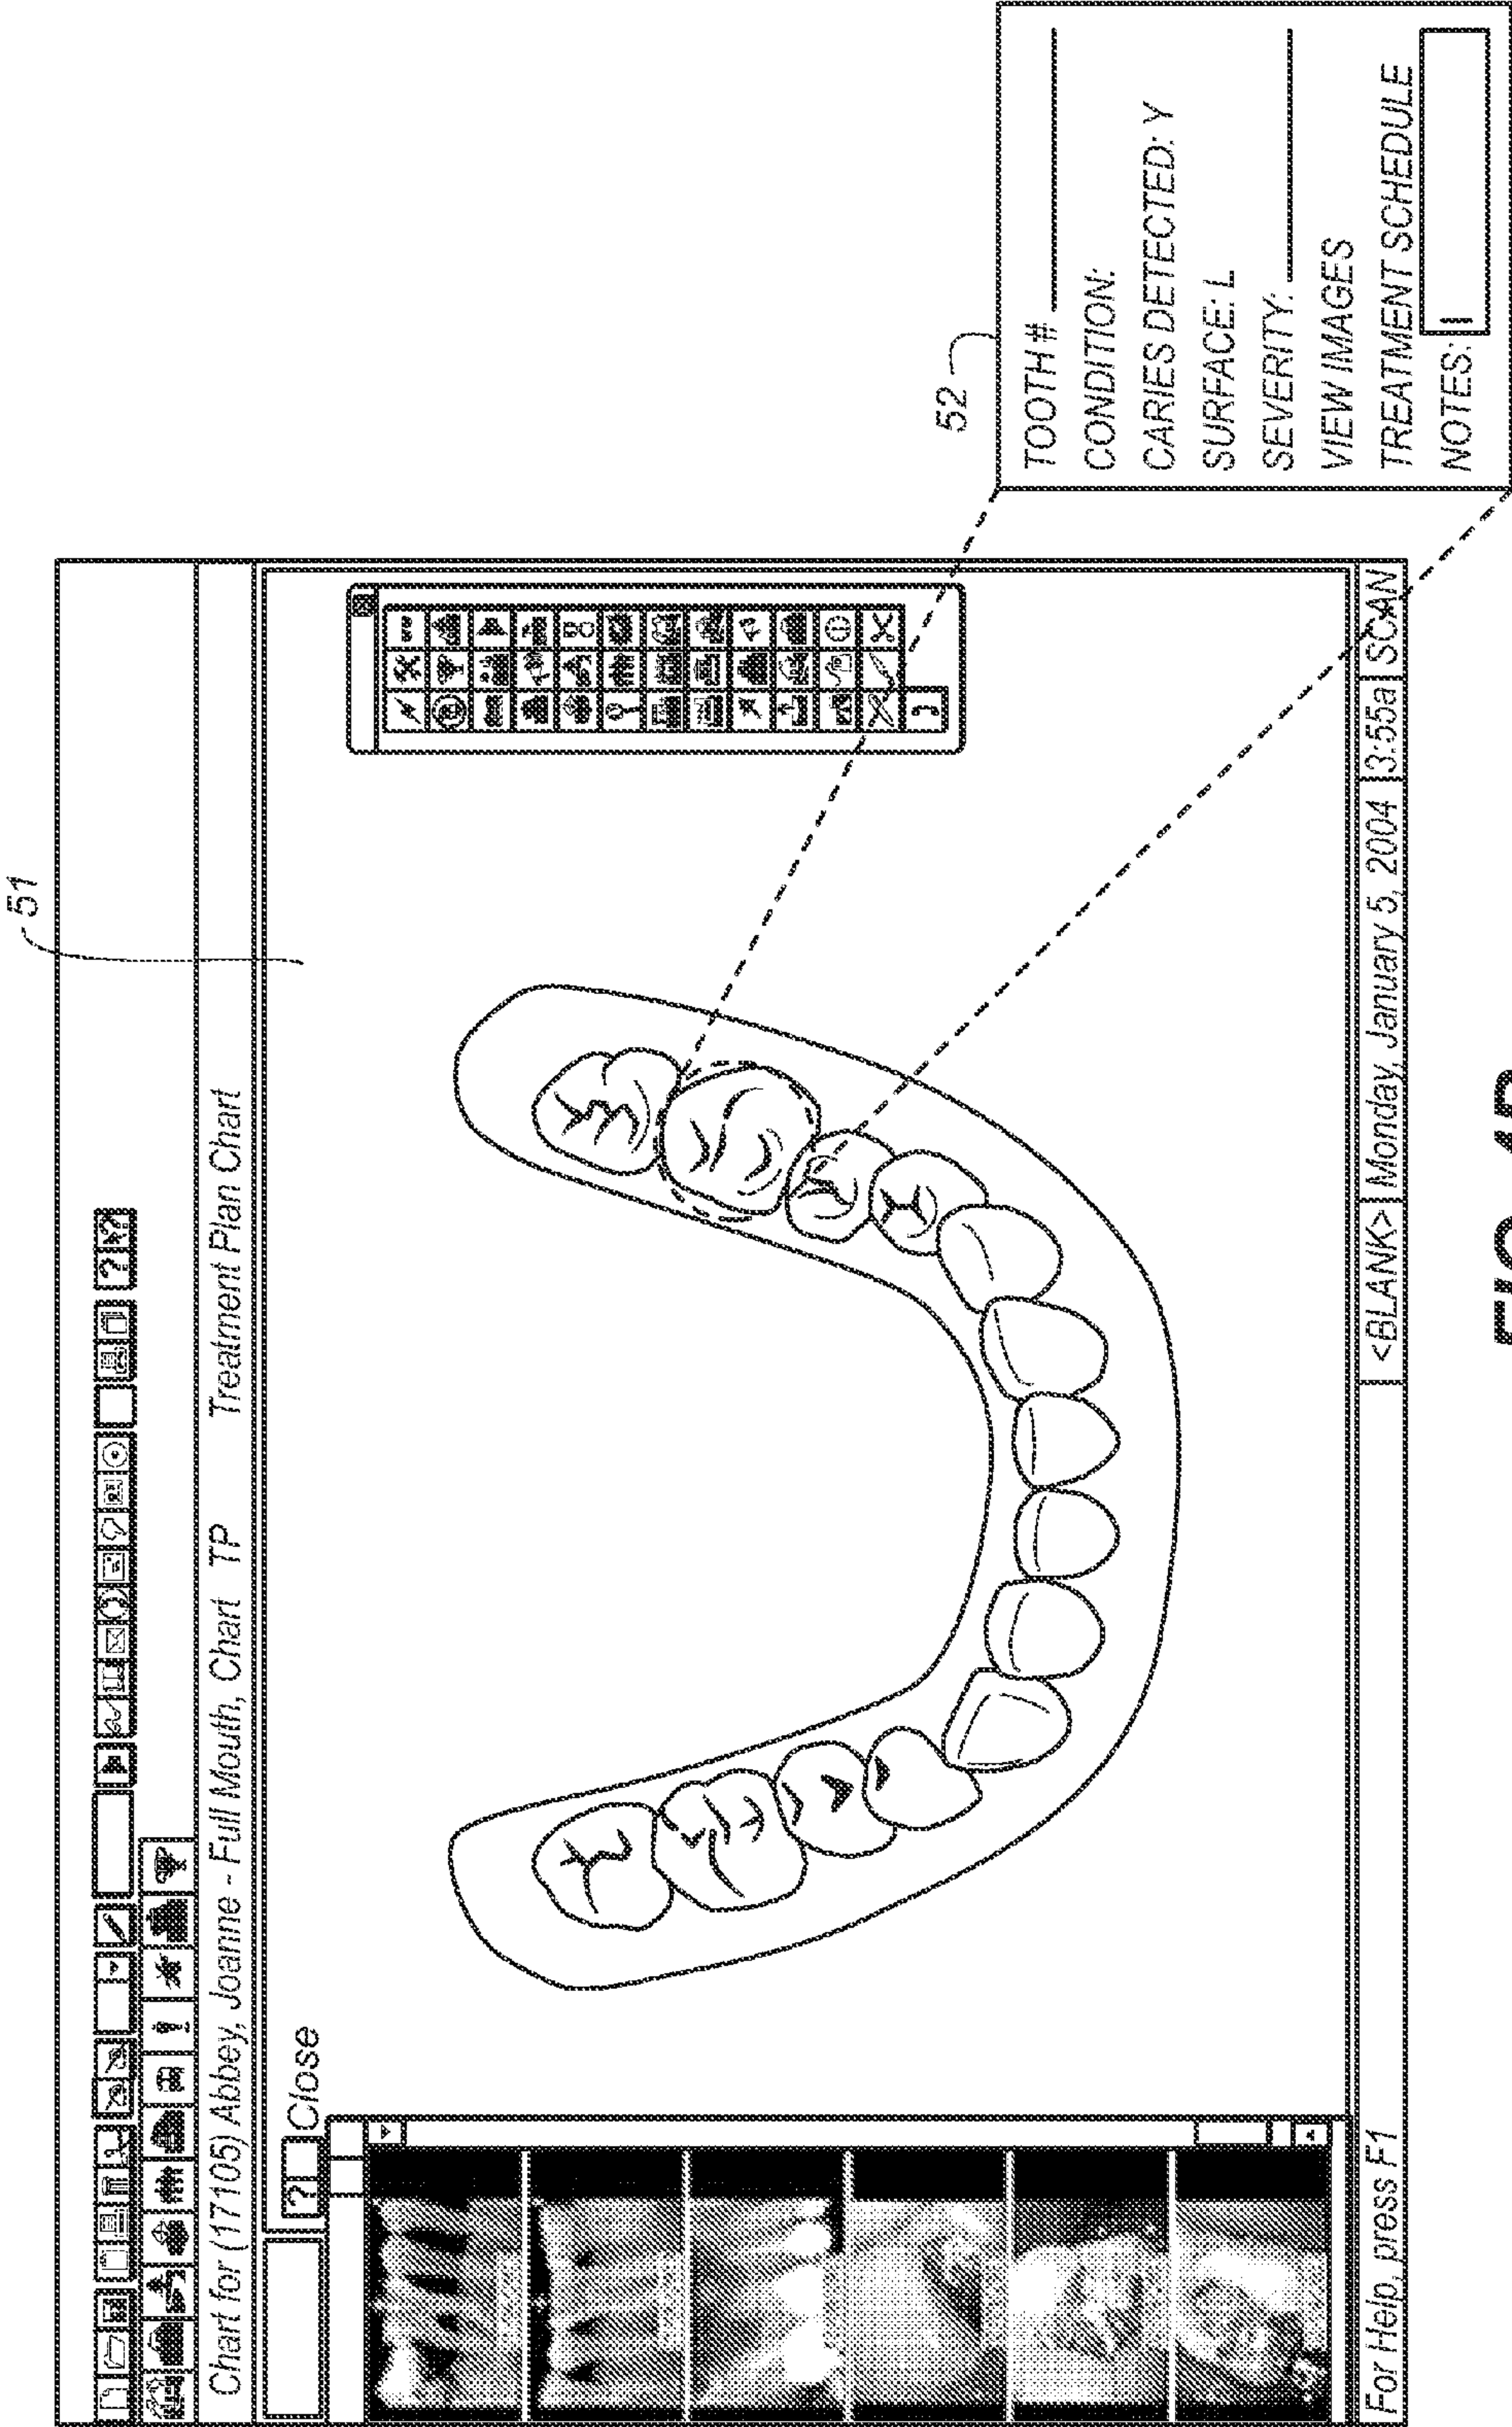 51
Chart for (17105) Abbey, Joanne - Full Mouth, Chart TP Treatment Plan Chart
? Close
52
TOOTH #
CONDITION:
CARIES DETECTED: Y
SURFACE: L
SEVERITY:
VIEW IMAGES
TREATMENT SCHEDULE
NOTES:
For Help, press F1 <BLANK> Monday, January 5, 2004 3:55a SCAN